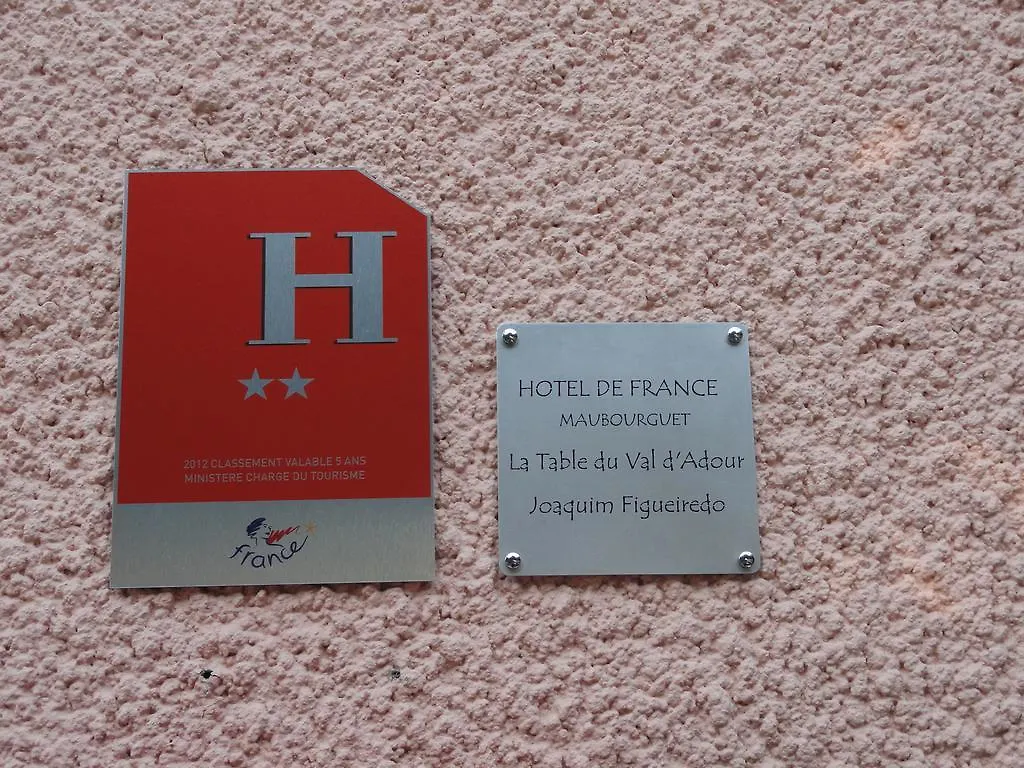 H
2012 CLASSEMENT VALABLE 5 ANS
MINISTERE CHARGE DU TOURISME
france
HOTEL DE FRANCE
MAUBOURGUET
La Table du Val d'Adour
Joaquim Figueiredo